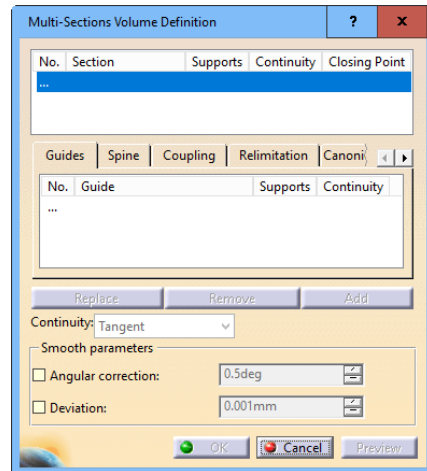 Multi-Sections Volume Definition ? x
No. Section Supports Continuity Closing Point
...
Guides Spine Coupling Relimitation Canoni
No. Guide Supports Continuity
...
Replace Remove Add
Continuity: Tangent
Smooth parameters
Angular correction: 0.5deg
Deviation: 0.001mm
OK Cancel Preview